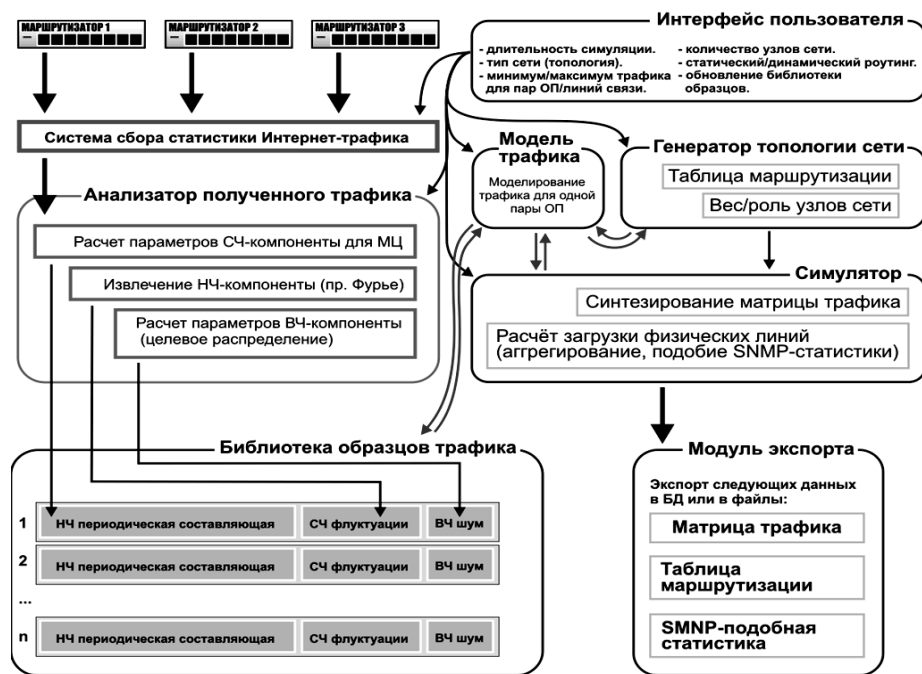 МАРШРУТИЗАТОР 1
МАРШРУТИЗАТОР 2
МАРШРУТИЗАТОР 3
Интерфейс пользователя
- длительность симуляции.
- тип сети (топология).
- минимум/максимум трафика
для пар ОП/линий связи.
- количество узлов сети.
- статический/динамический роутинг.
- обновление библиотеки
образцов.
Система сбора статистики Интернет-трафика
Модель
трафика
Моделирование
трафика для одной
пары ОП
Генератор топологии сети
Таблица маршрутизации
Вес/роль узлов сети
Анализатор полученного трафика
Расчет параметров СЧ-компоненты для МЦ
Извлечение НЧ-компоненты (пр. Фурье)
Расчет параметров ВЧ-компоненты
(целевое распределение)
Симулятор
Синтезирование матрицы трафика
Расчёт загрузки физических линий
(аггрегирование, подобие SNMP-статистики)
Библиотека образцов трафика
1 НЧ периодическая составляющая СЧ флуктуации ВЧ шум
2 НЧ периодическая составляющая СЧ флуктуации ВЧ шум
...
n НЧ периодическая составляющая СЧ флуктуации ВЧ шум
Модуль экспорта
Экспорт следующих данных
в БД или в файлы:
Матрица трафика
Таблица
маршрутизации
SMNP-подобная
статистика